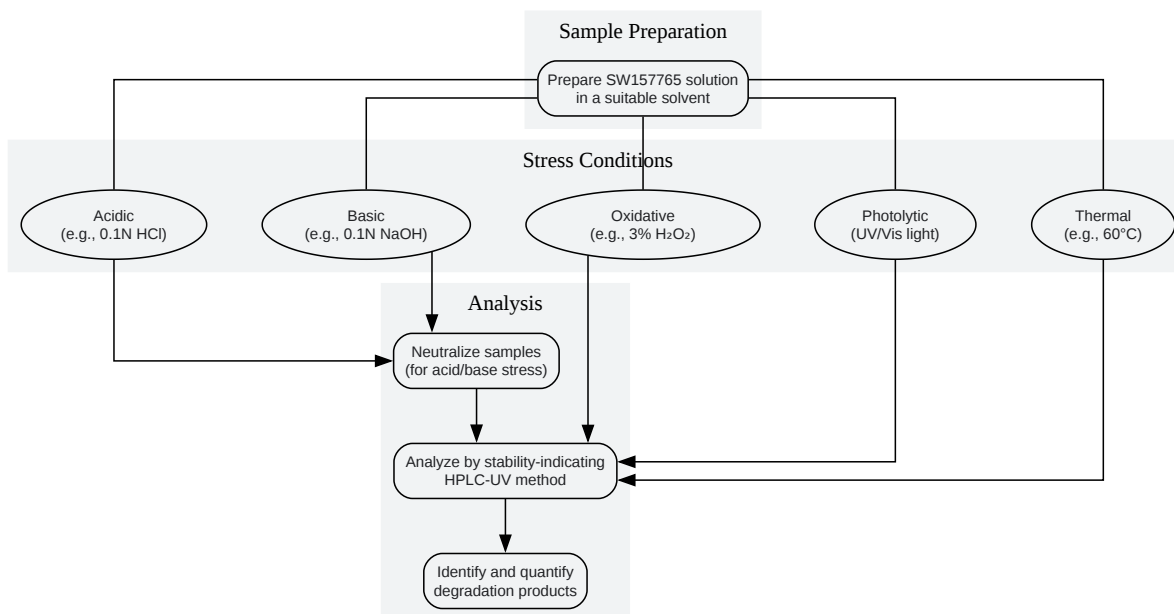 Sample Preparation
Prepare SW157765 solution
in a suitable solvent
Stress Conditions
Acidic
(e.g., 0.1N HCl)
Basic
(e.g., 0.1N NaOH)
Oxidative
(e.g., 3% H₂O₂)
Photolytic
(UV/Vis light)
Thermal
(e.g., 60°C)
Analysis
Neutralize samples
(for acid/base stress)
Analyze by stability-indicating
HPLC-UV method
Identify and quantify
degradation products